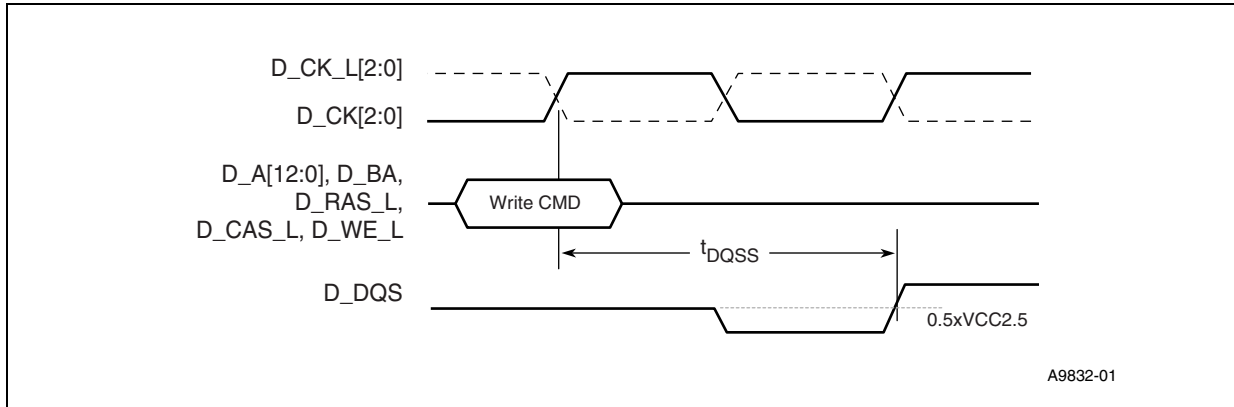 D_CK_L[2:0]
D_CK[2:0]
D_A[12:0], D_BA,
D_RAS_L,
D_CAS_L, D_WE_L
Write CMD
tDQSS
D_DQS
0.5xVCC2.5
A9832-01